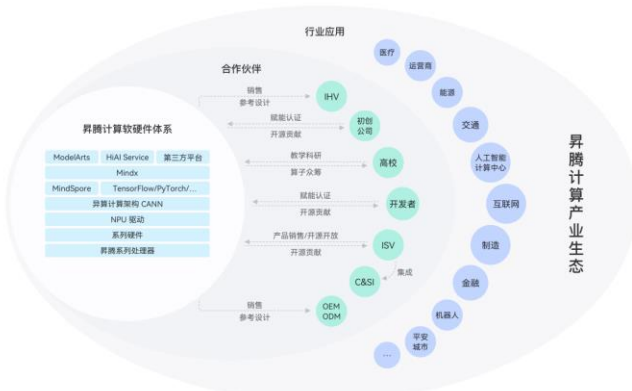 行业应用
合作伙伴
昇腾计算软硬件体系
ModelArts HiAI Service 第三方平台
Mindx
MindSpore TensorFlow/PyTorch/...
异算计算架构 CANN
NPU 驱动
系列硬件
昇腾系列处理器
销售
参考设计
IHV
赋能认证
开源贡献
初创
公司
教学科研
算子众筹
高校
赋能认证
开源贡献
开发者
产品销售/开源开放
开源贡献
ISV
集成
C&SI
销售
参考设计
OEM
ODM
医疗
运营商
能源
交通
人工智能
计算中心
互联网
制造
金融
机器人
平安
城市
...
昇腾计算产业生态